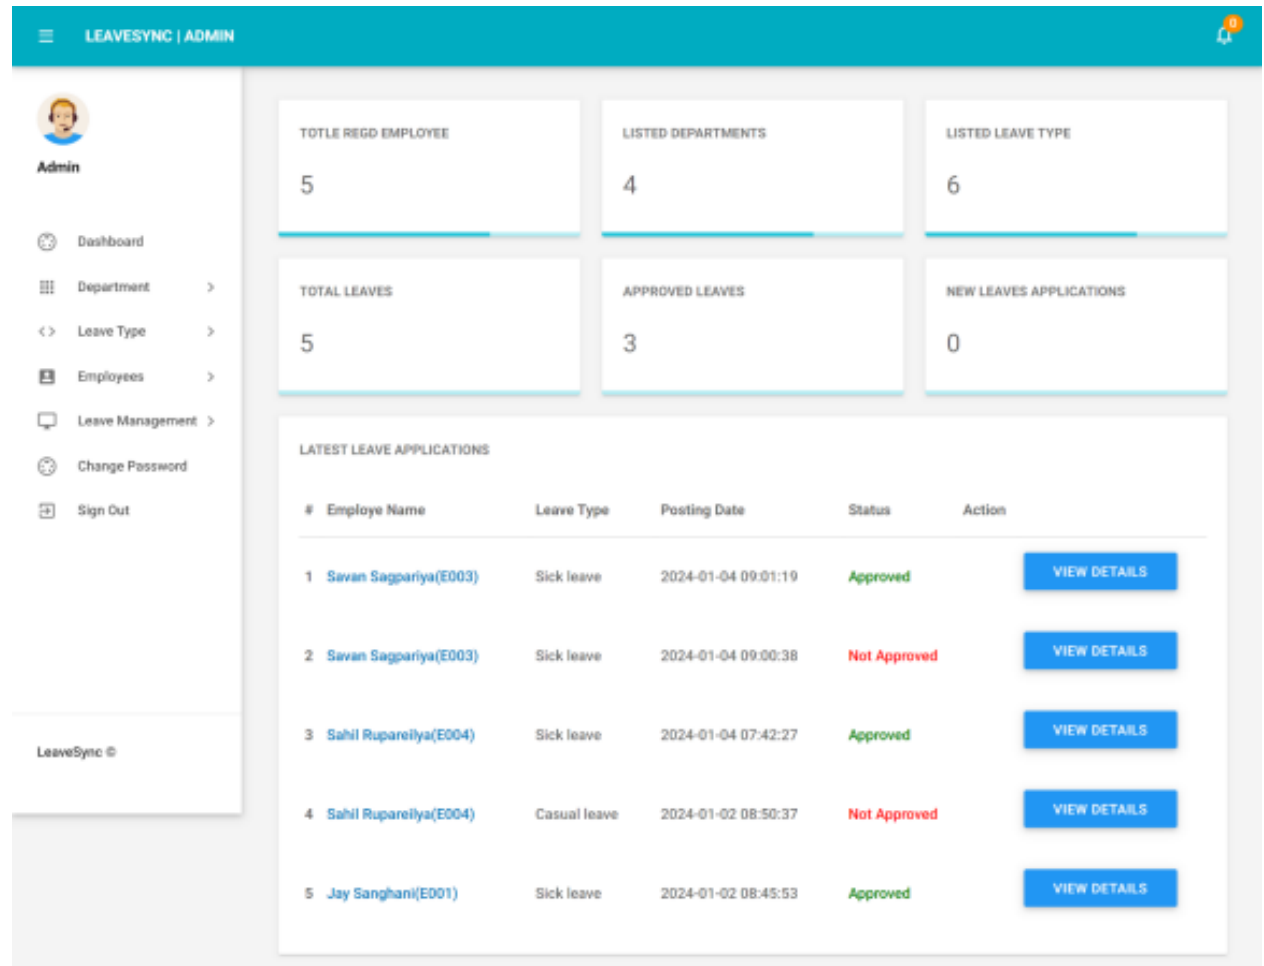 LEAVESYNC | ADMIN
0
Admin
Dashboard
Department
Leave Type
Employees
Leave Management
Change Password
Sign Out
LeaveSync ©
TOTLE REGD EMPLOYEE
5
LISTED DEPARTMENTS
4
LISTED LEAVE TYPE
6
TOTAL LEAVES
5
APPROVED LEAVES
3
NEW LEAVES APPLICATIONS
0
LATEST LEAVE APPLICATIONS
# Employe Name Leave Type Posting Date Status Action
1 Savan Sagpariya(E003) Sick leave 2024-01-04 09:01:19 Approved VIEW DETAILS
2 Savan Sagpariya(E003) Sick leave 2024-01-04 09:00:38 Not Approved VIEW DETAILS
3 Sahil Rupareilya(E004) Sick leave 2024-01-04 07:42:27 Approved VIEW DETAILS
4 Sahil Rupareilya(E004) Casual leave 2024-01-02 08:50:37 Not Approved VIEW DETAILS
5 Jay Sanghani(E001) Sick leave 2024-01-02 08:45:53 Approved VIEW DETAILS